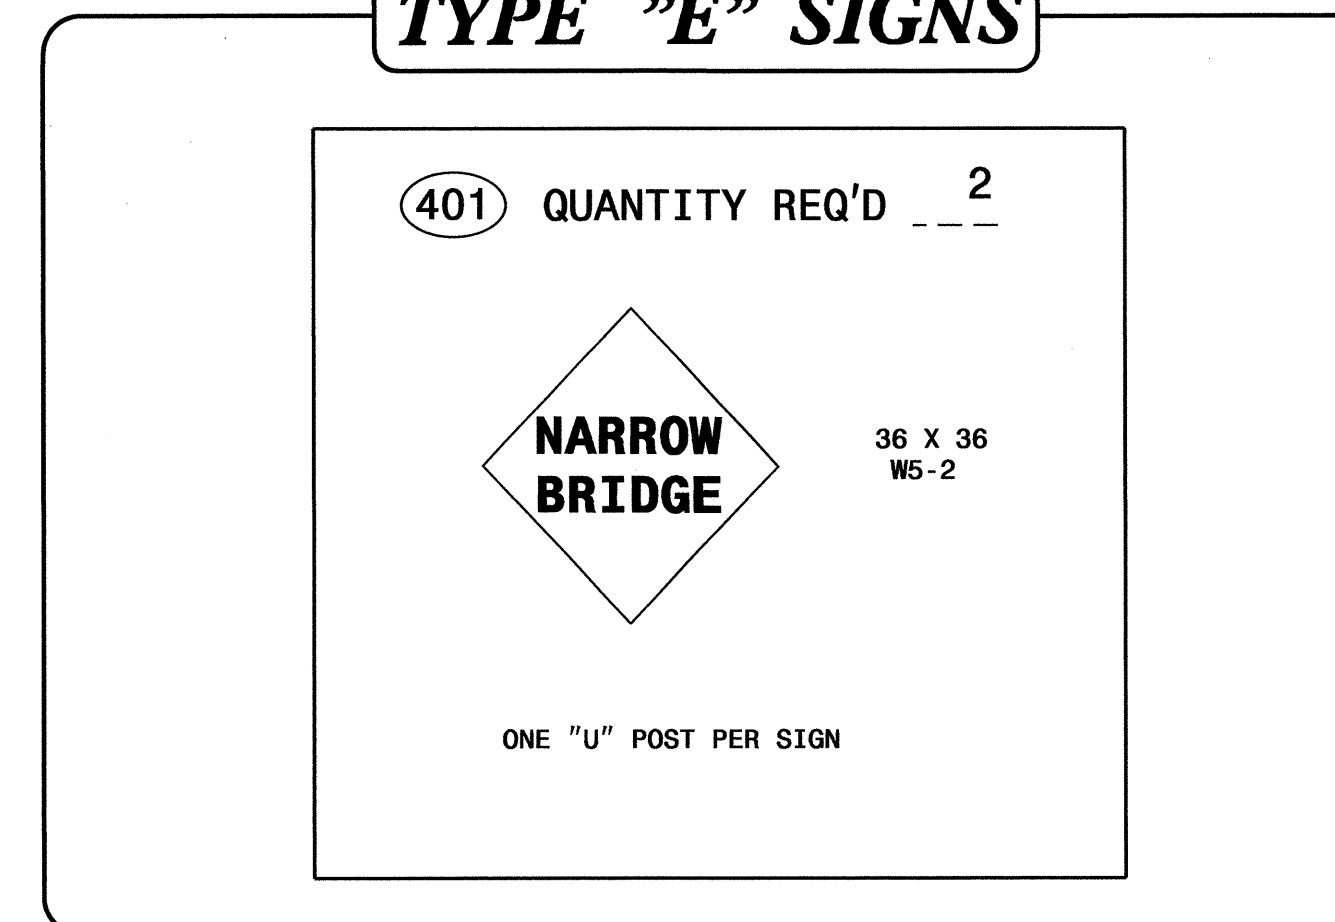 TYPE "E" SIGNS
401 QUANTITY REQ'D 2
NARROW
BRIDGE
36 X 36
W5-2
ONE "U" POST PER SIGN